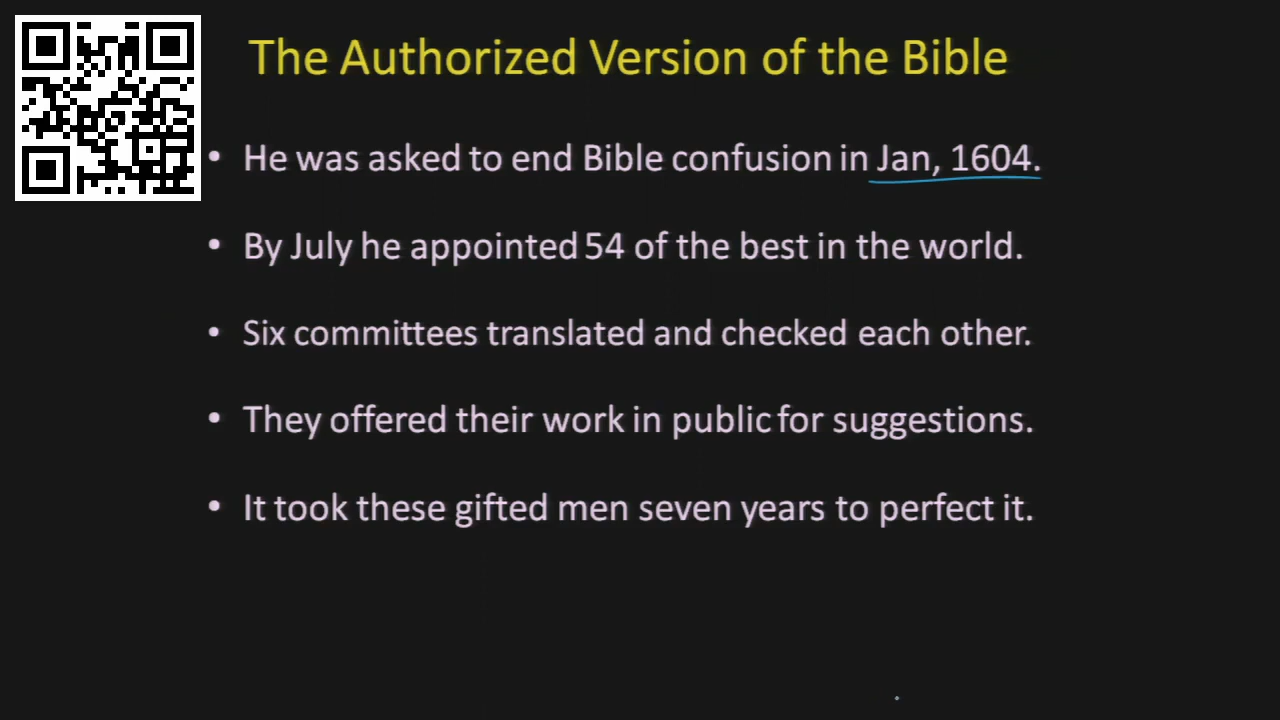 The Authorized Version of the Bible
• He was asked to end Bible confusion in Jan, 1604.
• By July he appointed 54 of the best in the world.
• Six committees translated and checked each other.
• They offered their work in public for suggestions.
• It took these gifted men seven years to perfect it.